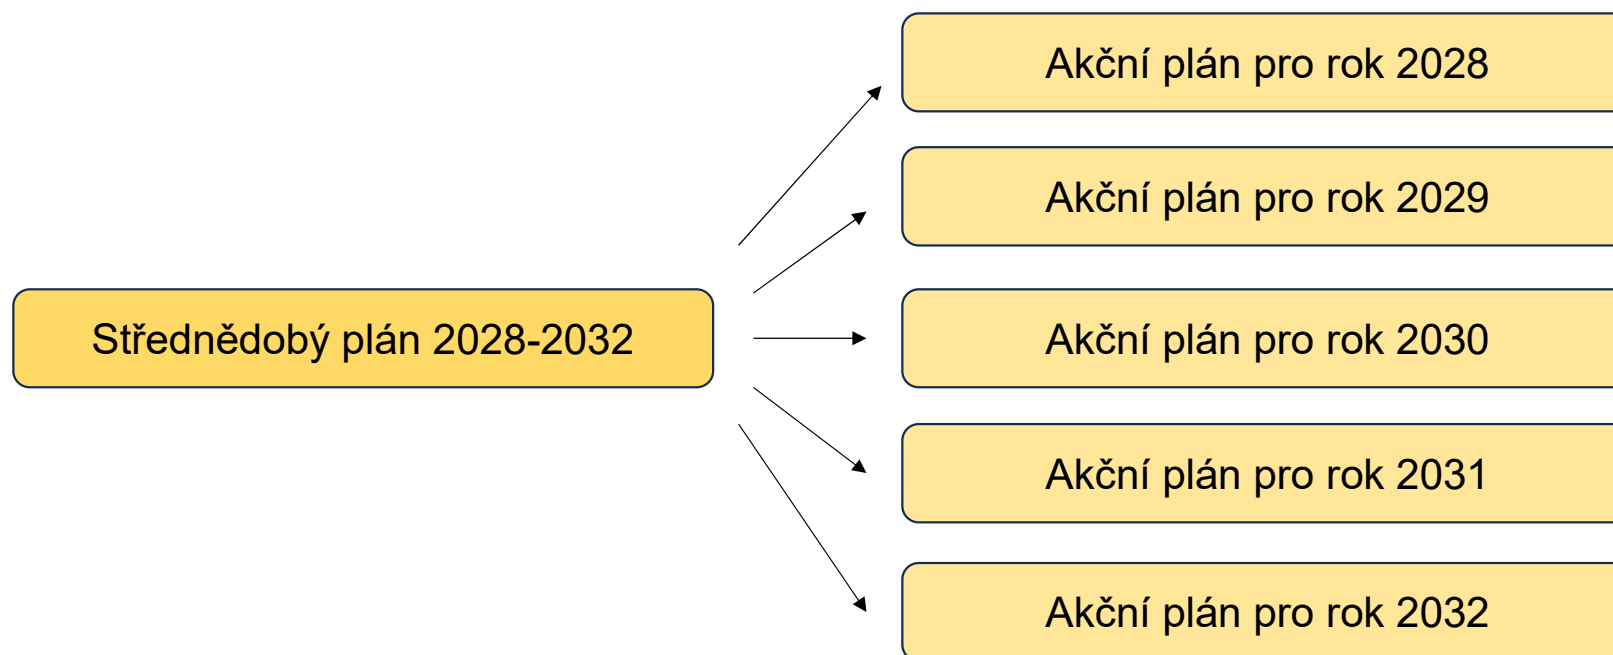 Střednědobý plán 2028-2032
Akční plán pro rok 2028
Akční plán pro rok 2029
Akční plán pro rok 2030
Akční plán pro rok 2031
Akční plán pro rok 2032